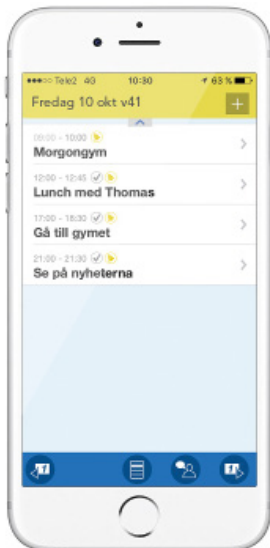 Tele2 4G 10:30 63 %
Fredag 10 okt v41
09:00 - 10:00
Morgongym
12:00 - 12:45
Lunch med Thomas
17:00 - 18:30
Gå till gymet
21:00 - 21:30
Se på nyheterna